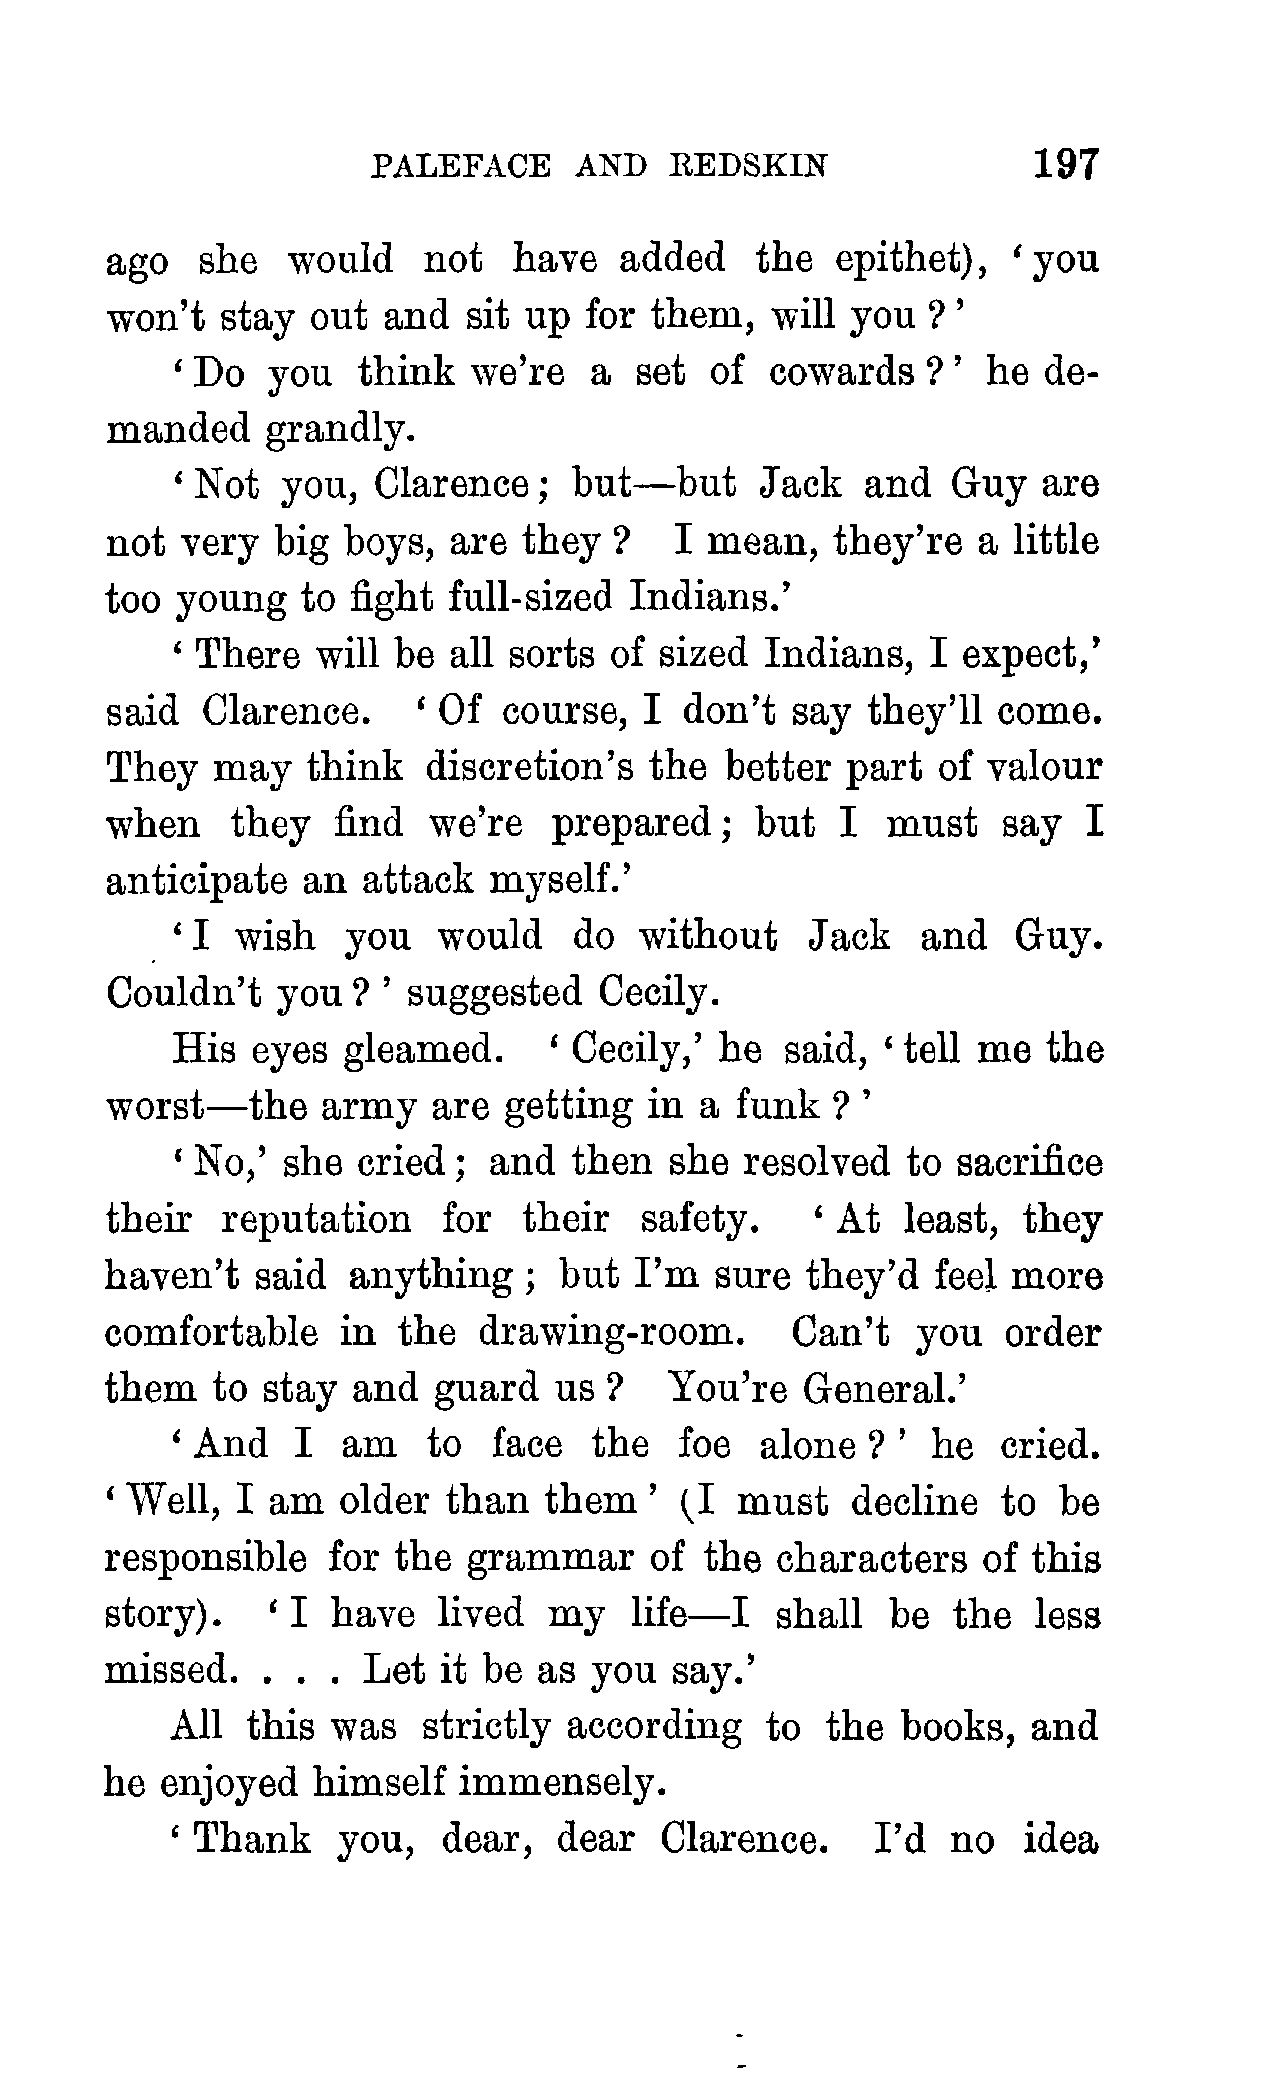 PALEFACE AND REDSKIN 197
ago she would not have added the epithet), ‘you
won’t stay out and sit up for them, will you?’
‘Do you think we’re a set of cowards?’ he de-
manded grandly.
‘Not you, Clarence; but—but Jack and Guy are
not very big boys, are they? I mean, they’re a little
too young to fight full-sized Indians.’
‘There will be all sorts of sized Indians, I expect,’
said Clarence. ‘Of course, I don’t say they’ll come.
They may think discretion’s the better part of valour
when they find we’re prepared; but I must say I
anticipate an attack myself.’
‘I wish you would do without Jack and Guy.
Couldn’t you?’ suggested Cecily.
His eyes gleamed. ‘Cecily,’ he said, ‘tell me the
worst—the army are getting in a funk?’
‘No,’ she cried; and then she resolved to sacrifice
their reputation for their safety. ‘At least, they
haven’t said anything; but I’m sure they’d feel more
comfortable in the drawing-room. Can’t you order
them to stay and guard us? You’re General.’
‘And I am to face the foe alone?’ he cried.
‘Well, I am older than them’ (I must decline to be
responsible for the grammar of the characters of this
story). ‘I have lived my life—I shall be the less
missed. . . . Let it be as you say.’
All this was strictly according to the books, and
he enjoyed himself immensely.
‘Thank you, dear, dear Clarence. I’d no idea